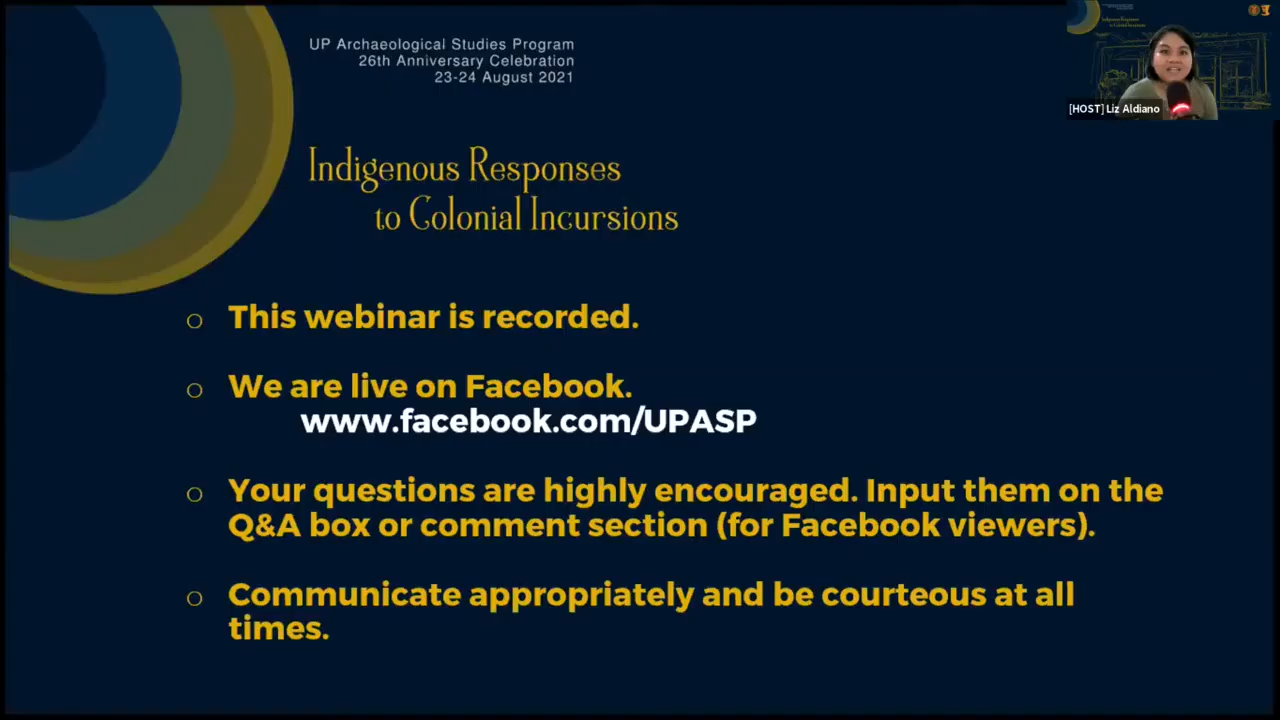 UP Archaeological Studies Program
26th Anniversary Celebration
23-24 August 2021
Indigenous Responses
to Colonial Incursions
[HOST] Liz Aldiano
This webinar is recorded.
We are live on Facebook.
www.facebook.com/UPASP
Your questions are highly encouraged. Input them on the
Q&A box or comment section (for Facebook viewers).
Communicate appropriately and be courteous at all
times.